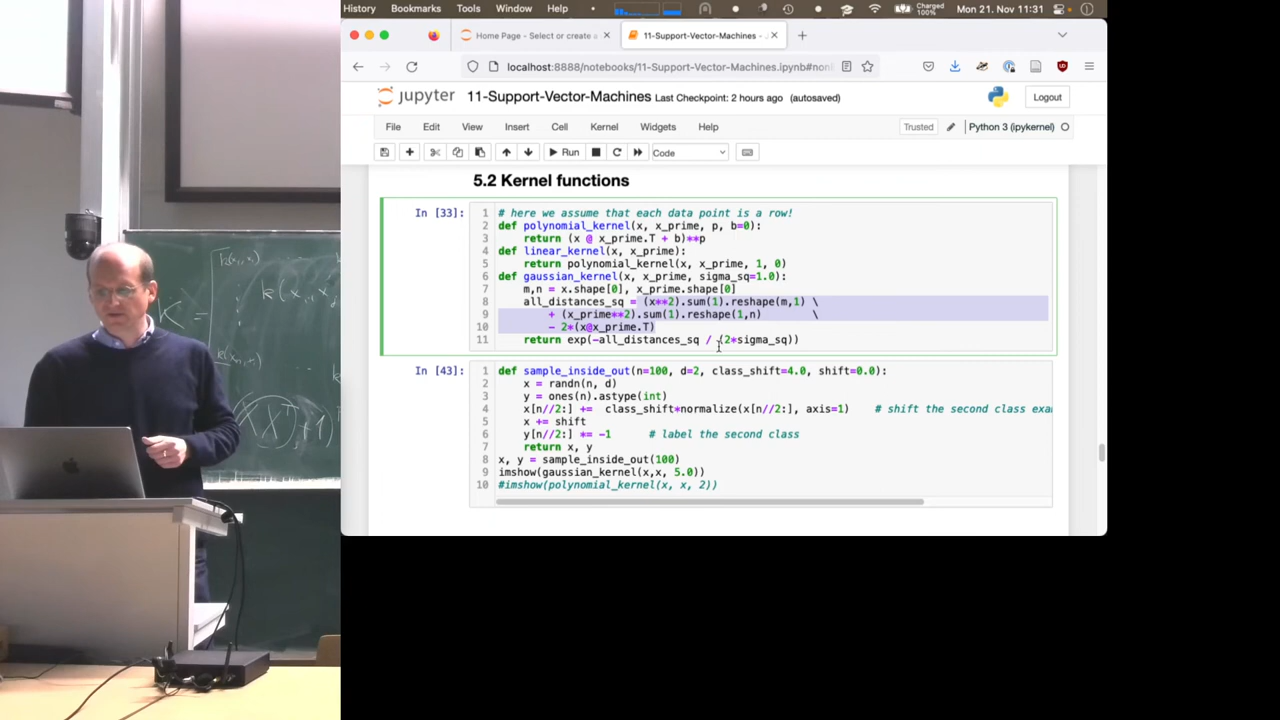 History Bookmarks Tools Window Help Charged 100% Mon 21. Nov 11:31
Home Page - Select or create a
11-Support-Vector-Machines -
localhost:8888/notebooks/11-Support-Vector-Machines.ipynb#non
jupyter 11-Support-Vector-Machines Last Checkpoint: 2 hours ago (autosaved) Logout
File Edit View Insert Cell Kernel Widgets Help Trusted Python 3 (ipykernel)
Run Code
5.2 Kernel functions
In [33]:
1 # here we assume that each data point is a row!
2 def polynomial_kernel(x, x_prime, p, b=0):
3 return (x @ x_prime.T + b)**p
4 def linear_kernel(x, x_prime):
5 return polynomial_kernel(x, x_prime, 1, 0)
6 def gaussian_kernel(x, x_prime, sigma_sq=1.0):
7 m,n = x.shape[0], x_prime.shape[0]
8 all_distances_sq = (x**2).sum(1).reshape(m,1) \
9 + (x_prime**2).sum(1).reshape(1,n) \
10 - 2*(x@x_prime.T)
11 return exp(-all_distances_sq / (2*sigma_sq))
In [43]:
1 def sample_inside_out(n=100, d=2, class_shift=4.0, shift=0.0):
2 x = randn(n, d)
3 y = ones(n).astype(int)
4 x[n//2:] += class_shift*normalize(x[n//2:], axis=1) # shift the second class exa
5 x += shift
6 y[n//2:] *= -1 # label the second class
7 return x, y
8 x, y = sample_inside_out(100)
9 imshow(gaussian_kernel(x,x, 5.0))
10 #imshow(polynomial_kernel(x, x, 2))